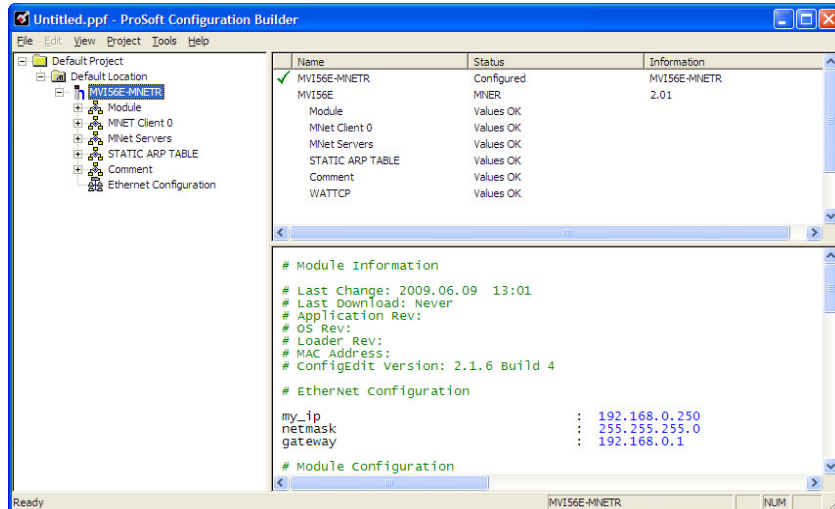 Untitled.ppf - ProSoft Configuration Builder
File Edit View Project Tools Help
Default Project
Default Location
MVI56E-MNETR
Module
MNET Client 0
MNet Servers
STATIC ARP TABLE
Comment
Ethernet Configuration
Name Status Information
MVI56E-MNETR Configured MVI56E-MNETR
MVI56E MNER 2.01
Module Values OK
MNet Client 0 Values OK
MNet Servers Values OK
STATIC ARP TABLE Values OK
Comment Values OK
WATTCP Values OK
# Module Information
# Last Change: 2009.06.09 13:01
# Last Download: Never
# Application Rev:
# OS Rev:
# Loader Rev:
# MAC Address:
# ConfigEdit Version: 2.1.6 Build 4
# EtherNet Configuration
my_ip : 192.168.0.250
netmask : 255.255.255.0
gateway : 192.168.0.1
# Module Configuration
Ready MVI56E-MNETR NUM